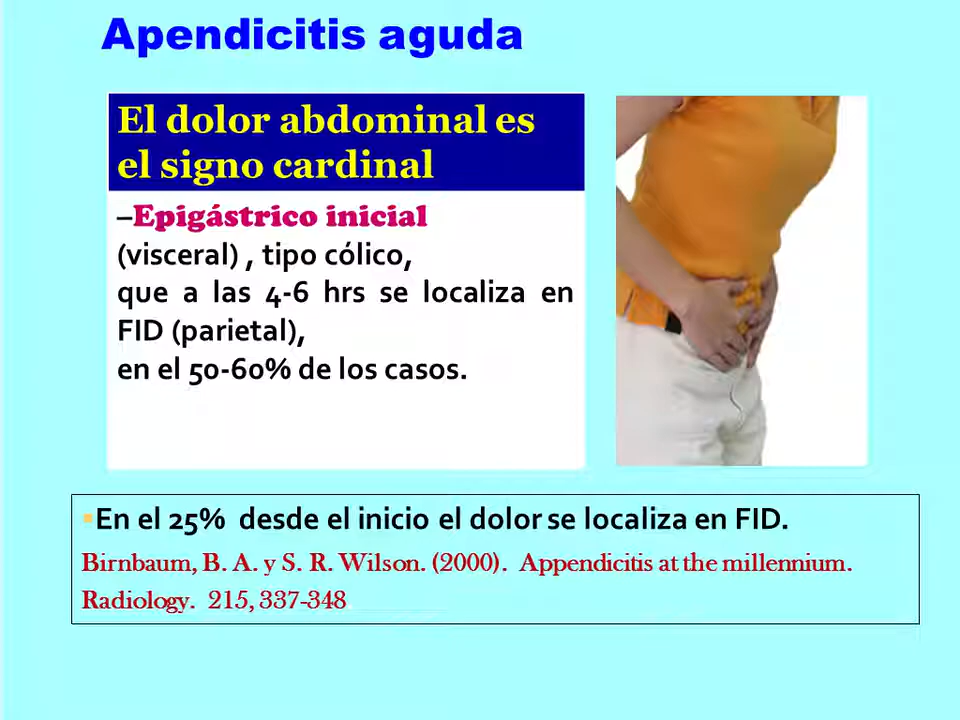 Apendicitis aguda
El dolor abdominal es
el signo cardinal
–Epigástrico inicial
(visceral) , tipo cólico,
que a las 4-6 hrs se localiza en
FID (parietal),
en el 50-60% de los casos.
▪En el 25% desde el inicio el dolor se localiza en FID.
Birnbaum, B. A. y S. R. Wilson. (2000). Appendicitis at the millennium.
Radiology. 215, 337-348